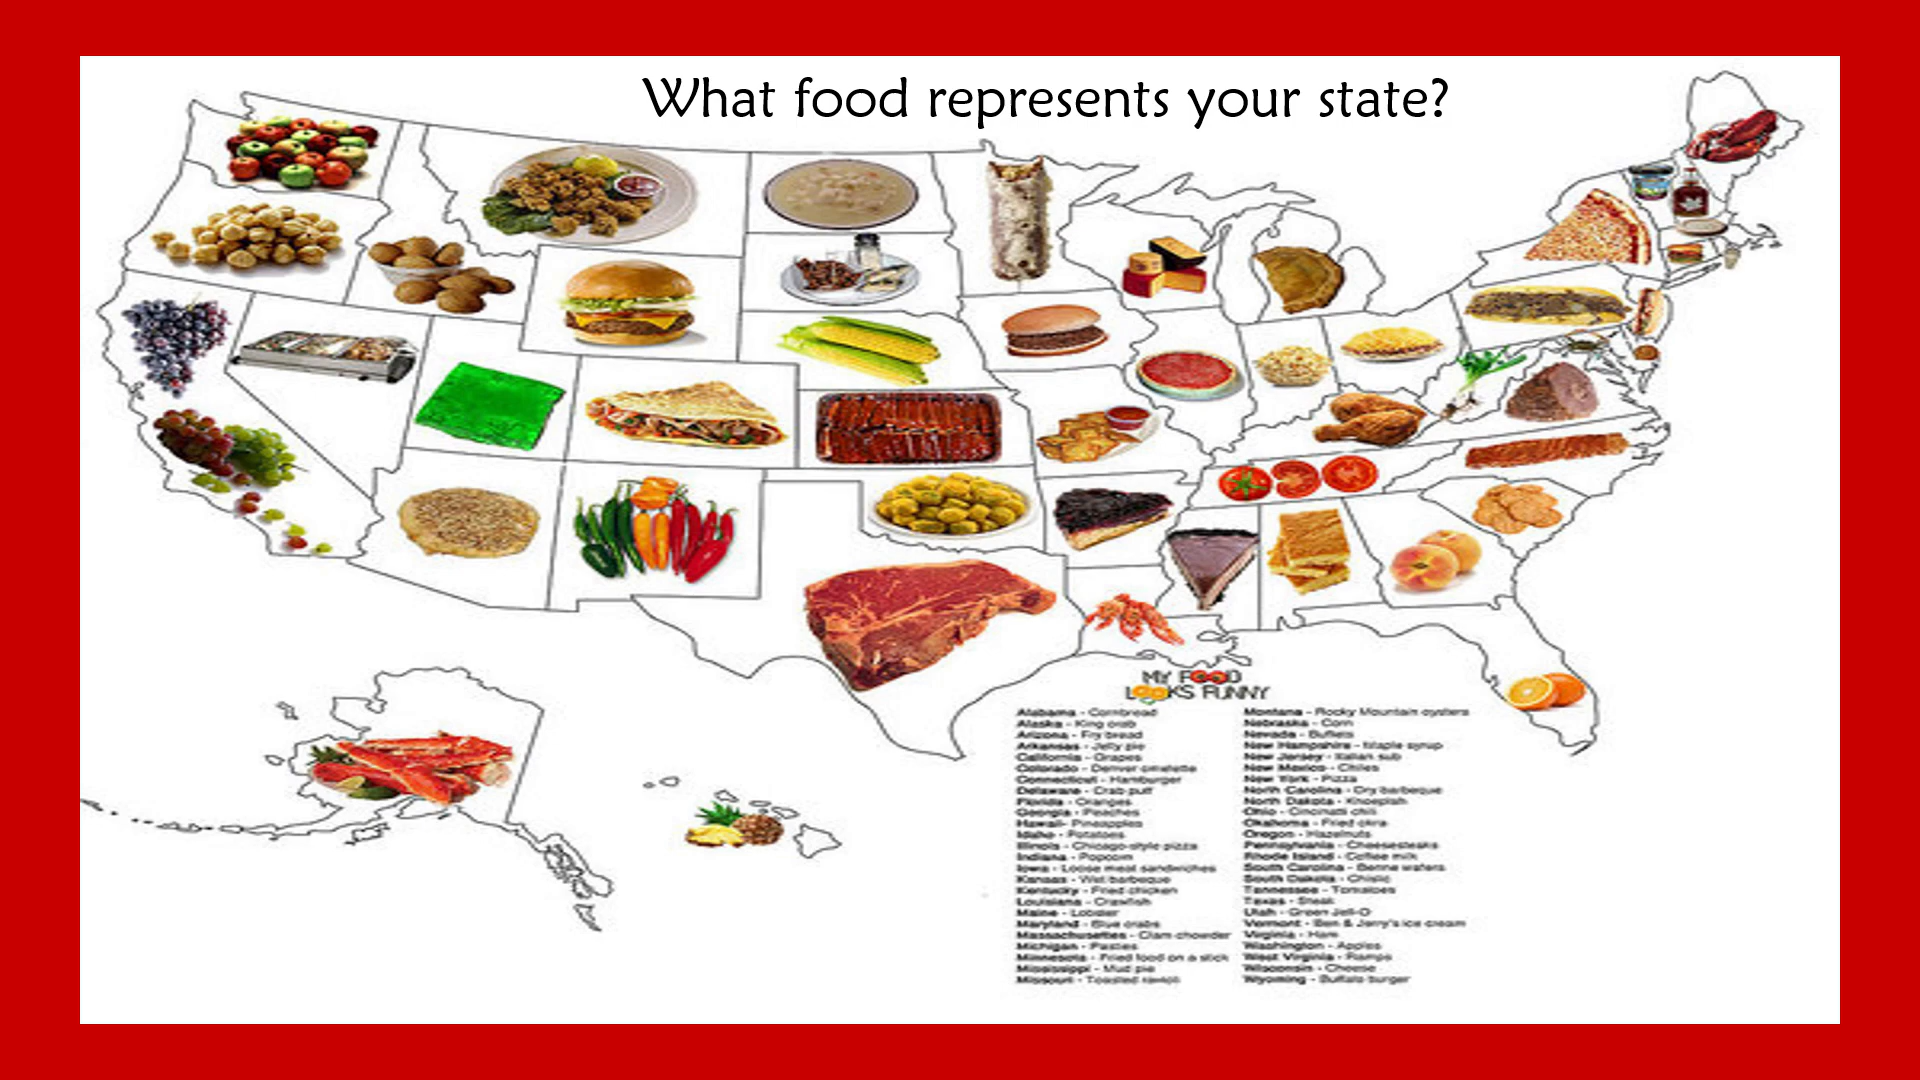 What food represents your state?
MY FOOD
LOOKS FUNNY
Alabama - Cornbread
Alaska - King crab
Arizona - Fry bread
Arkansas - Jelly pie
California - Grapes
Colorado - Denver omelette
Connecticut - Hamburger
Delaware - Crab puff
Florida - Oranges
Georgia - Peaches
Hawaii - Pineapples
Idaho - Potatoes
Illinois - Chicago-style pizza
Indiana - Popcorn
Iowa - Loose meat sandwiches
Kansas - Wet barbeque
Kentucky - Fried chicken
Louisiana - Crawfish
Maine - Lobster
Maryland - Blue crabs
Massachusettes - Clam chowder
Michigan - Pasties
Minnesota - Fried food on a stick
Mississippi - Mud pie
Missouri - Toasted ravioli
Montana - Rocky Mountain oysters
Nebraska - Corn
Nevada - Buffets
New Hampshire - Maple syrup
New Jersey - Italian sub
New Mexico - Chiles
New York - Pizza
North Carolina - Dry barbeque
North Dakota - Knoephla
Ohio - Cincinati chili
Oklahoma - Fried okra
Oregon - Hazelnuts
Pennsylvania - Cheesesteaks
Rhode Island - Coffee milk
South Carolina - Benne wafers
South Dakota - Chislic
Tennessee - Tomatoes
Texas - Steak
Utah - Green Jell-O
Vermont - Ben & Jerry's ice cream
Virginia - Ham
Washington - Apples
West Virginia - Ramps
Wisconsin - Cheese
Wyoming - Buffalo burger